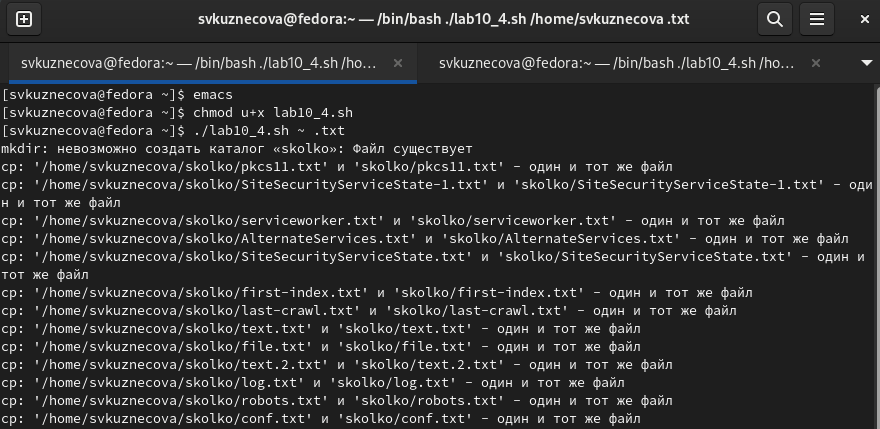 svkuznecova@fedora:~ — /bin/bash ./lab10_4.sh /home/svkuznecova .txt
svkuznecova@fedora:~ — /bin/bash ./lab10_4.sh /ho...
svkuznecova@fedora:~ — /bin/bash ./lab10_4.sh /ho...
[svkuznecova@fedora ~]$ emacs
[svkuznecova@fedora ~]$ chmod u+x lab10_4.sh
[svkuznecova@fedora ~]$ ./lab10_4.sh ~ .txt
mkdir: невозможно создать каталог «skolko»: Файл существует
cp: '/home/svkuznecova/skolko/pkcs11.txt' и 'skolko/pkcs11.txt' - один и тот же файл
cp: '/home/svkuznecova/skolko/SiteSecurityServiceState-1.txt' и 'skolko/SiteSecurityServiceState-1.txt' - оди
н и тот же файл
cp: '/home/svkuznecova/skolko/serviceworker.txt' и 'skolko/serviceworker.txt' - один и тот же файл
cp: '/home/svkuznecova/skolko/AlternateServices.txt' и 'skolko/AlternateServices.txt' - один и тот же файл
cp: '/home/svkuznecova/skolko/SiteSecurityServiceState.txt' и 'skolko/SiteSecurityServiceState.txt' - один и
тот же файл
cp: '/home/svkuznecova/skolko/first-index.txt' и 'skolko/first-index.txt' - один и тот же файл
cp: '/home/svkuznecova/skolko/last-crawl.txt' и 'skolko/last-crawl.txt' - один и тот же файл
cp: '/home/svkuznecova/skolko/text.txt' и 'skolko/text.txt' - один и тот же файл
cp: '/home/svkuznecova/skolko/file.txt' и 'skolko/file.txt' - один и тот же файл
cp: '/home/svkuznecova/skolko/text.2.txt' и 'skolko/text.2.txt' - один и тот же файл
cp: '/home/svkuznecova/skolko/log.txt' и 'skolko/log.txt' - один и тот же файл
cp: '/home/svkuznecova/skolko/robots.txt' и 'skolko/robots.txt' - один и тот же файл
cp: '/home/svkuznecova/skolko/conf.txt' и 'skolko/conf.txt' - один и тот же файл